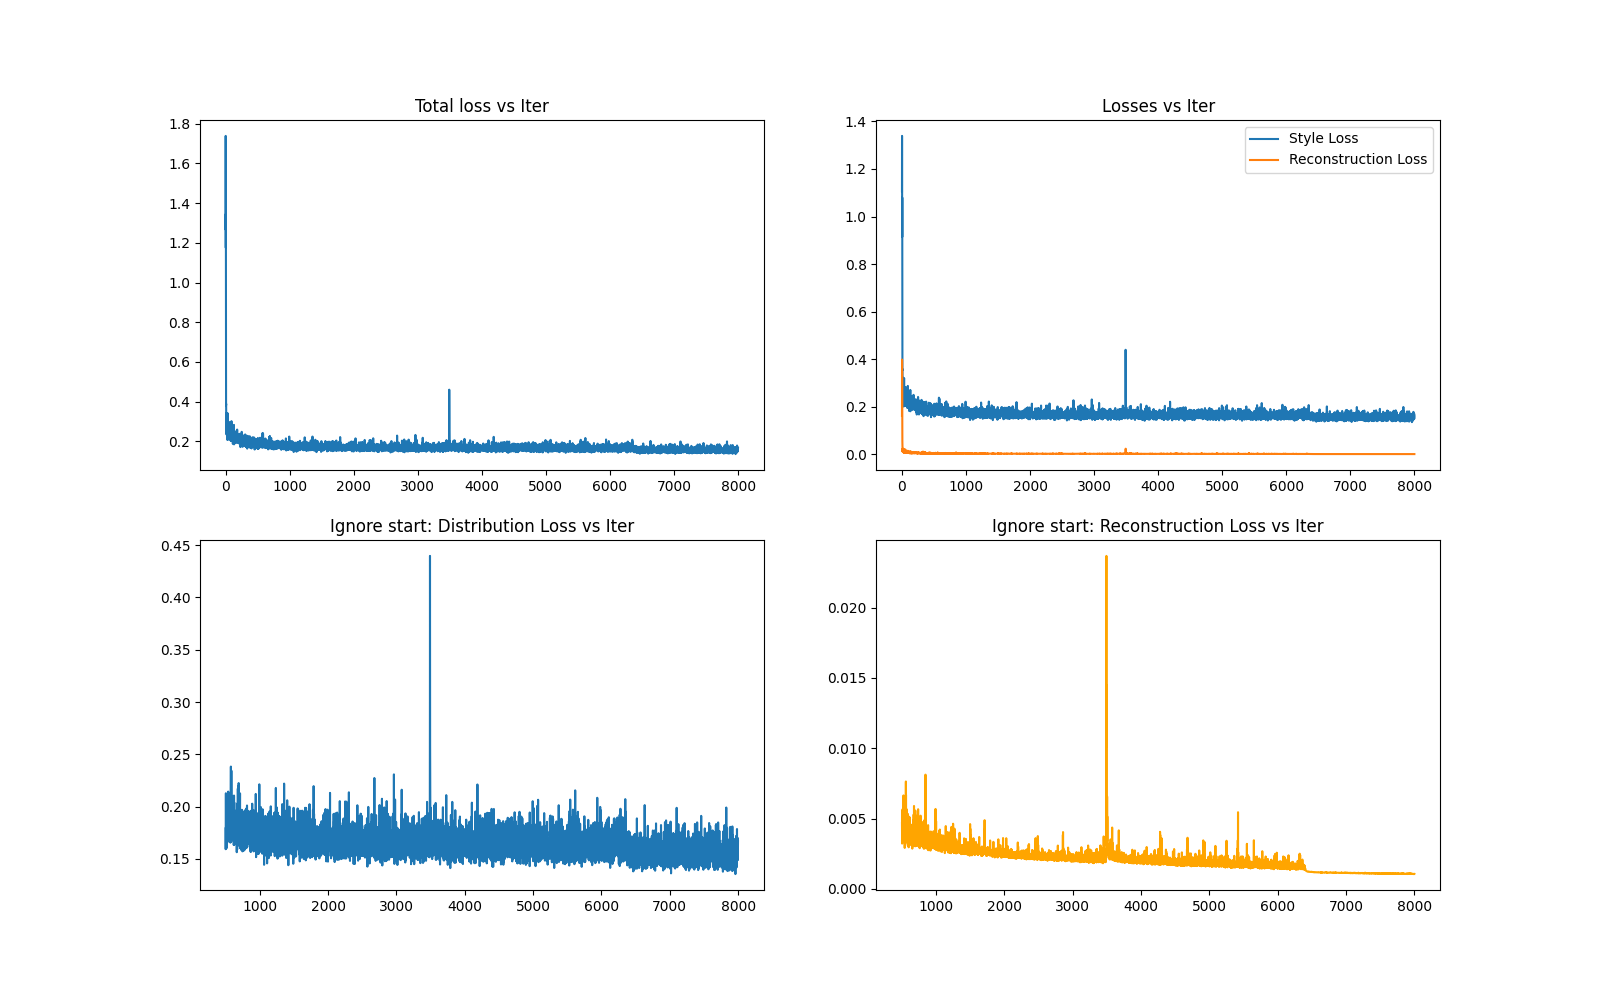 Total loss vs Iter
1.8
1.6
1.4
1.2
1.0
0.8
0.6
0.4
0.2
0 1000 2000 3000 4000 5000 6000 7000 8000
Losses vs Iter
Style Loss
Reconstruction Loss
1.4
1.2
1.0
0.8
0.6
0.4
0.2
0.0
0 1000 2000 3000 4000 5000 6000 7000 8000
Ignore start: Distribution Loss vs Iter
0.45
0.40
0.35
0.30
0.25
0.20
0.15
1000 2000 3000 4000 5000 6000 7000 8000
Ignore start: Reconstruction Loss vs Iter
0.020
0.015
0.010
0.005
0.000
1000 2000 3000 4000 5000 6000 7000 8000